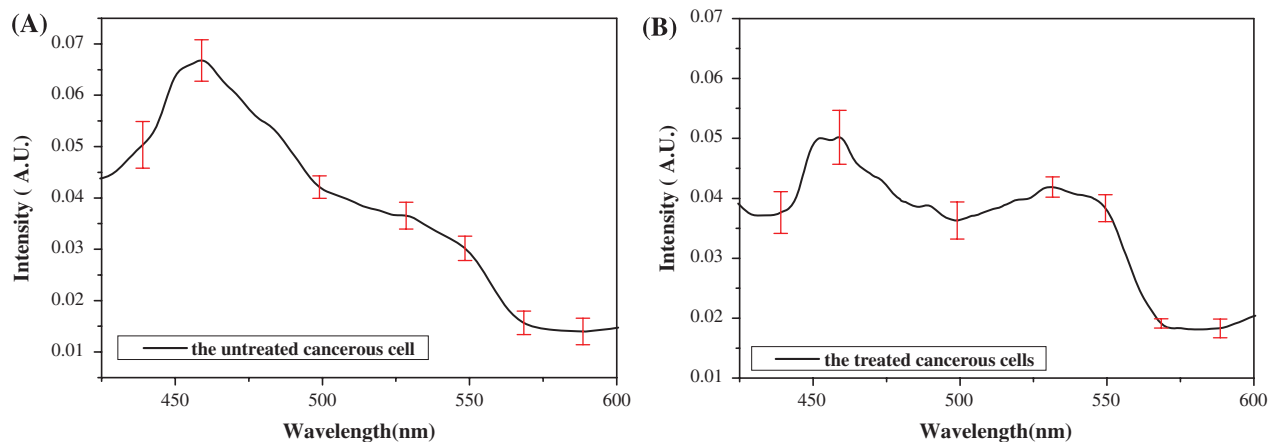 (A)
0.07
0.06
0.05
0.04
0.03
0.02
0.01
Intensity ( A.U.)
the untreated cancerous cell
450 500 550 600
Wavelength(nm)
(B)
0.07
0.06
0.05
0.04
0.03
0.02
0.01
Intensity ( A.U.)
the treated cancerous cells
450 500 550 600
Wavelength(nm)